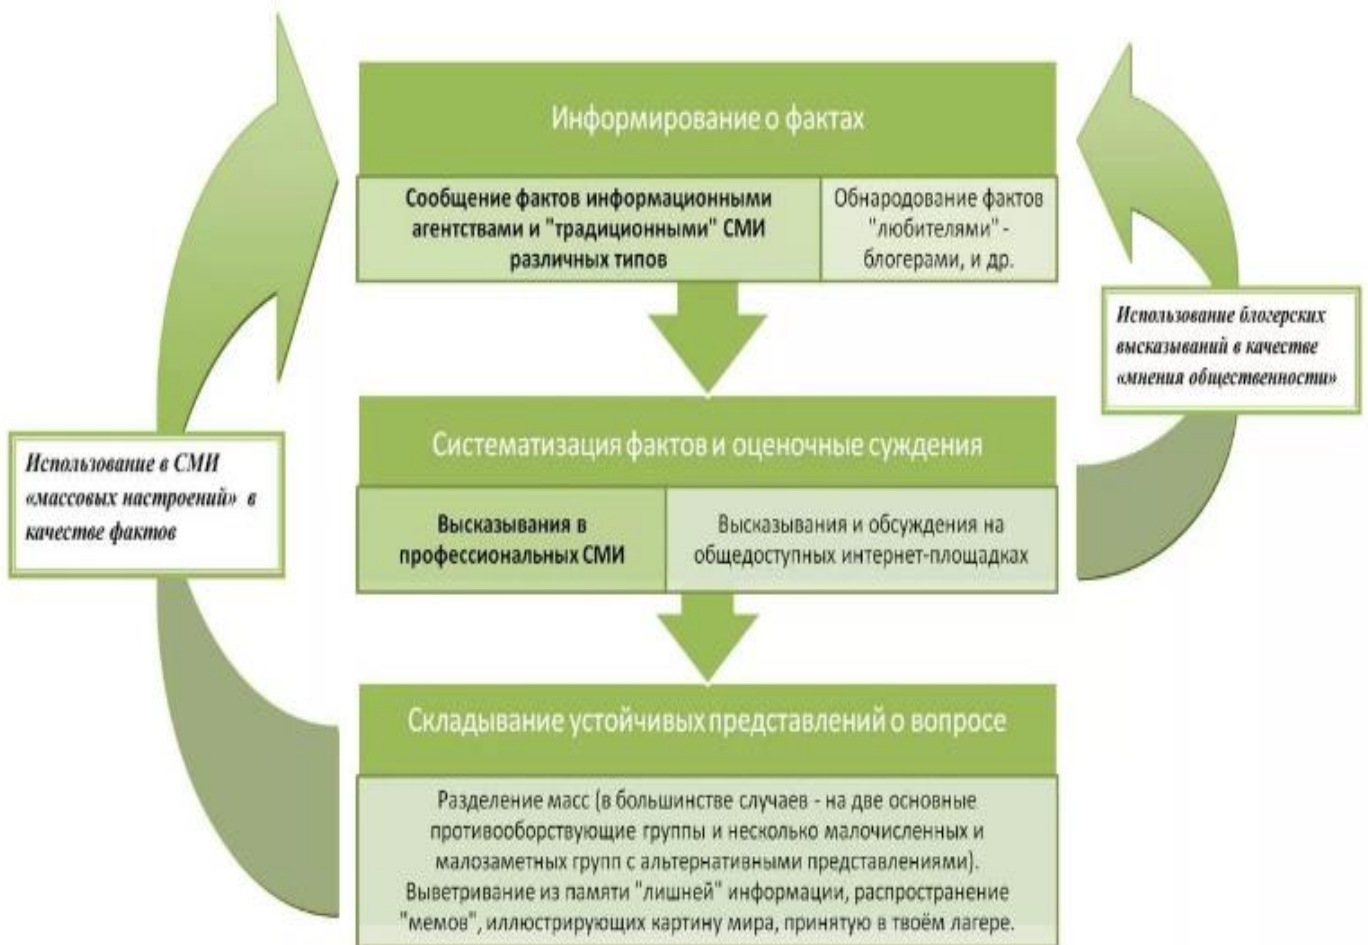 Информирование о фактах
Сообщение фактов информационными
агентствами и "традиционными" СМИ
различных типов
Обнародование фактов
"любителями" -
блогерами, и др.
Использование блогерских
высказываний в качестве
«мнения общественности»
Систематизация фактов и оценочные суждения
Использование в СМИ
«массовых настроений» в
качестве фактов
Высказывания в
профессиональных СМИ
Высказывания и обсуждения на
общедоступных интернет-площадках
Складывание устойчивых представлений о вопросе
Разделение масс (в большинстве случаев - на две основные
противооборствующие группы и несколько малочисленных и
малозаметных групп с альтернативными представлениями).
Выветривание из памяти "лишней" информации, распространение
"мемов", иллюстрирующих картину мира, принятую в твоём лагере.